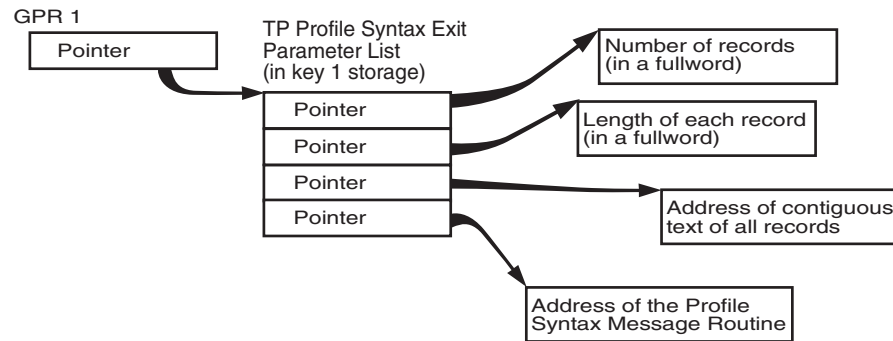 GPR 1
Pointer
TP Profile Syntax Exit
Parameter List
(in key 1 storage)
Pointer
Pointer
Pointer
Pointer
Number of records
(in a fullword)
Length of each record
(in a fullword)
Address of contiguous
text of all records
Address of the Profile
Syntax Message Routine